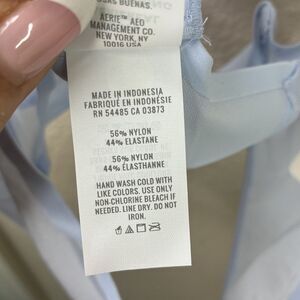 AERIE™ AEO
MANAGEMENT CO.
NEW YORK, NY
10016 USA
MADE IN INDONESIA
FABRIQUÉ EN INDONÉSIE
RN 54485 CA 03873
56% NYLON
44% ELASTANE
56% NYLON
44% ÉLASTHANNE
HAND WASH COLD WITH
LIKE COLORS. USE ONLY
NON-CHLORINE BLEACH IF
NEEDED. LINE DRY. DO NOT
IRON.